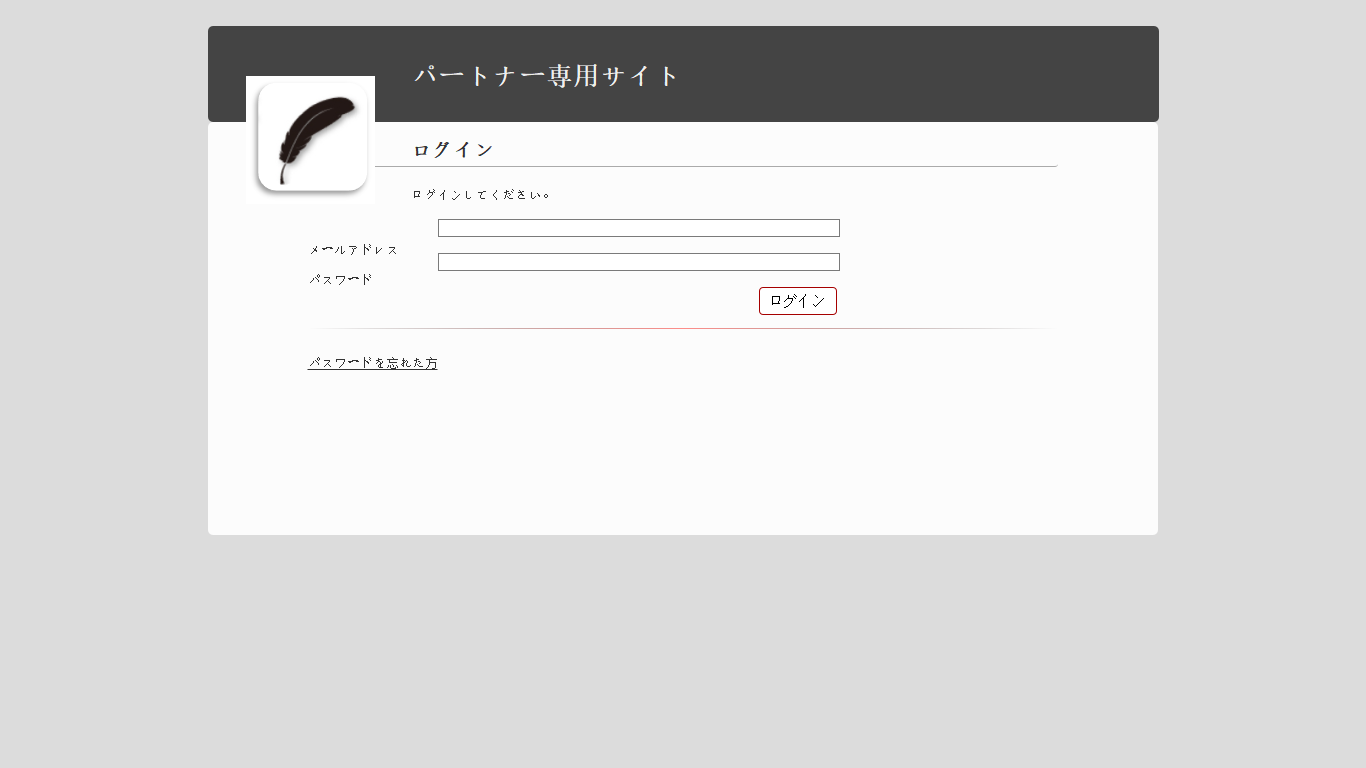 パートナー専用サイト
ログイン
ログインしてください。
メールアドレス
パスワード
ログイン
パスワードを忘れた方